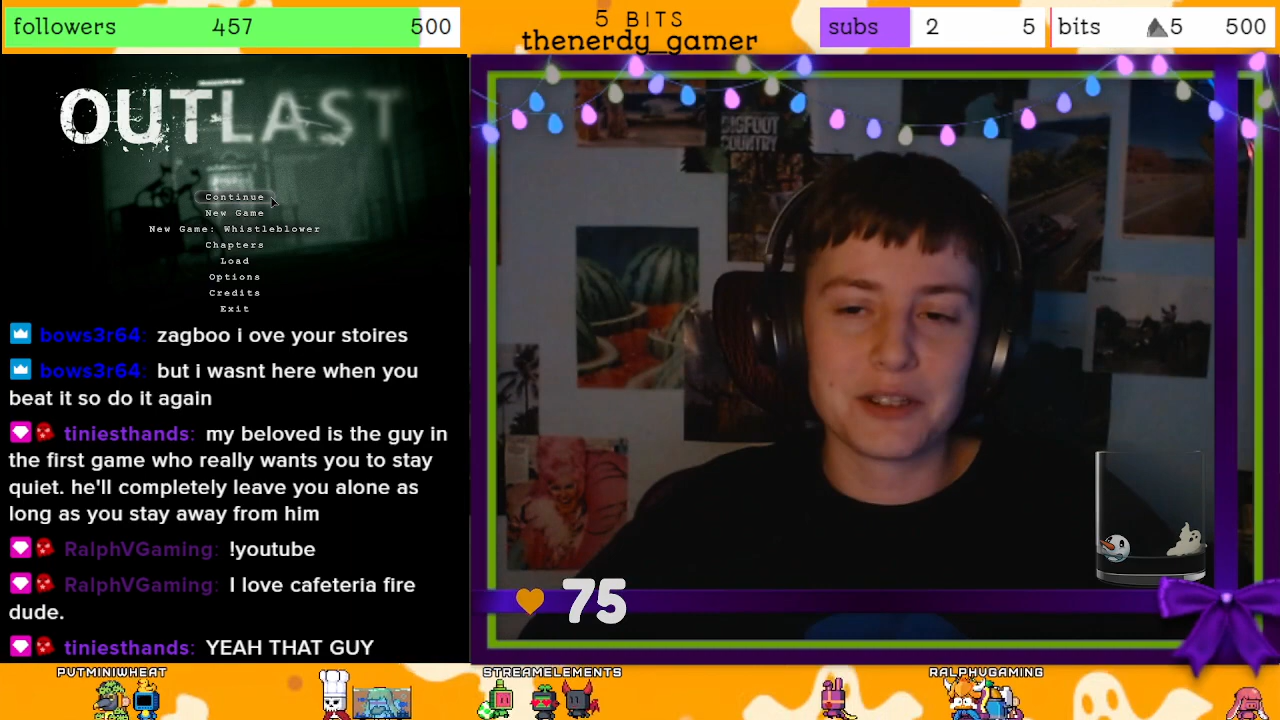 followers 457 500
5 BITS
thenerdy_gamer
subs 2 5
bits 5 500
OUTLAST
Continue
New Game
New Game: Whistleblower
Chapters
Load
Options
Credits
Exit
bows3r64: zagboo i ove your stoires
bows3r64: but i wasnt here when you
beat it so do it again
tiniesthands: my beloved is the guy in
the first game who really wants you to stay
quiet. he'll completely leave you alone as
long as you stay away from him
RalphVGaming: !youtube
RalphVGaming: I love cafeteria fire
dude.
tiniesthands: YEAH THAT GUY
BIGFOOT
COUNTRY
75
PVTMINIWHEAT
STREAMELEMENTS
RALPHVGAMING